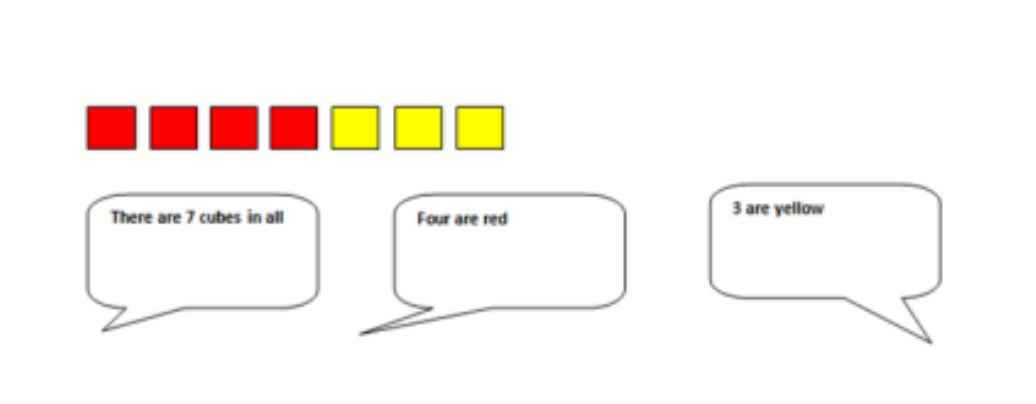 There are 7 cubes in all
Four are red
3 are yellow